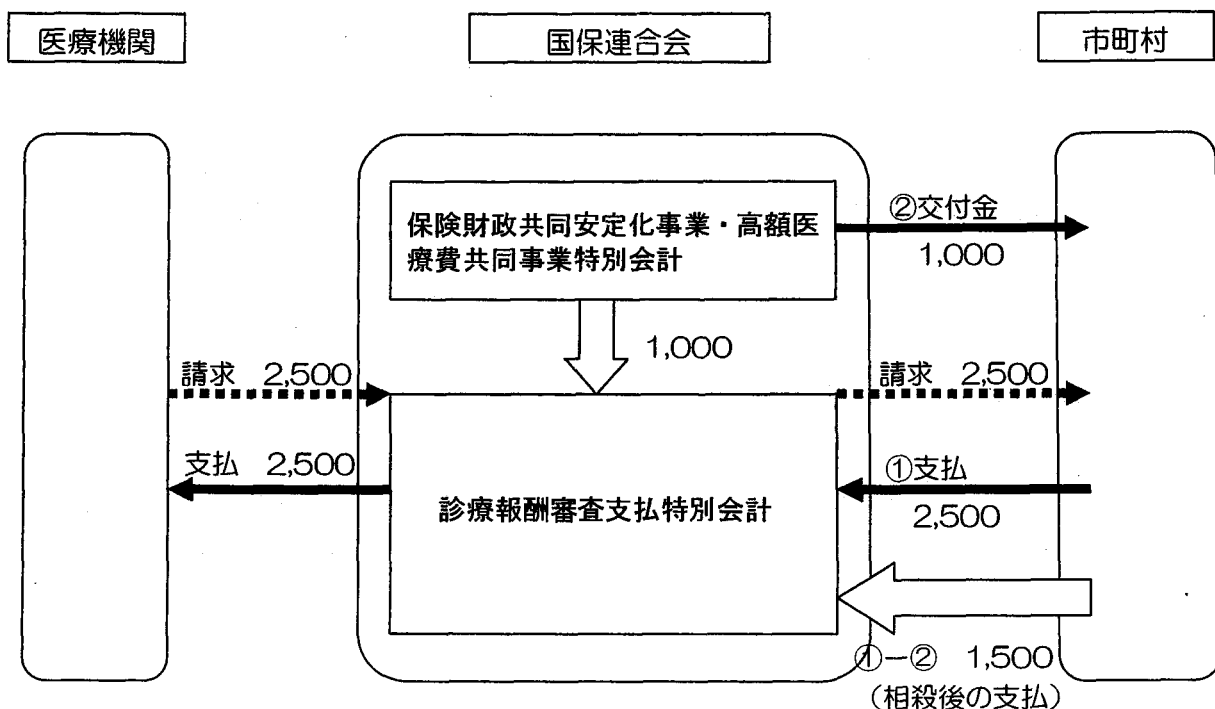 医療機関
国保連合会
市町村
保険財政共同安定化事業・高額医
療費共同事業特別会計
②交付金
1,000
1,000
請求 2,500
請求 2,500
支払 2,500
①支払
2,500
診療報酬審査支払特別会計
①−② 1,500
（相殺後の支払）